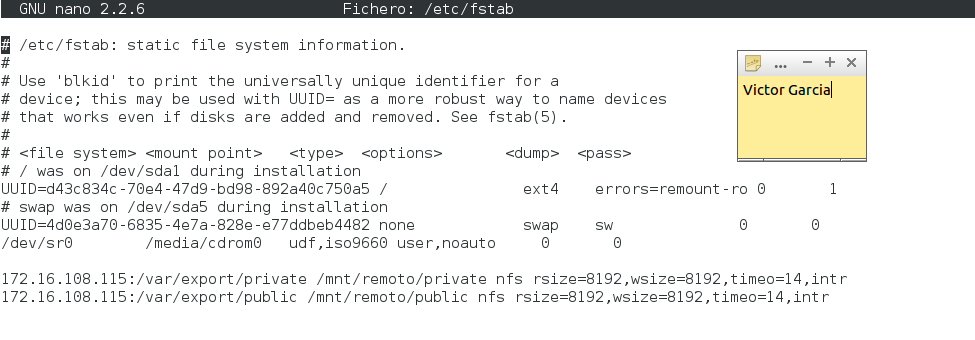 GNU nano 2.2.6 Fichero: /etc/fstab
# /etc/fstab: static file system information.
#
# Use 'blkid' to print the universally unique identifier for a
# device; this may be used with UUID= as a more robust way to name devices
# that works even if disks are added and removed. See fstab(5).
#
# <file system> <mount point>   <type>  <options>       <dump>  <pass>
# / was on /dev/sda1 during installation
UUID=d43c834c-70e4-47d9-bd98-892a40c750a5 /               ext4    errors=remount-ro 0       1
# swap was on /dev/sda5 during installation
UUID=4d0e3a70-6835-4e7a-828e-e77ddbeb4482 none            swap    sw              0       0
/dev/sr0        /media/cdrom0   udf,iso9660 user,noauto     0       0
172.16.108.115:/var/export/private /mnt/remoto/private nfs rsize=8192,wsize=8192,timeo=14,intr
172.16.108.115:/var/export/public /mnt/remoto/public nfs rsize=8192,wsize=8192,timeo=14,intr
...
Victor Garcia